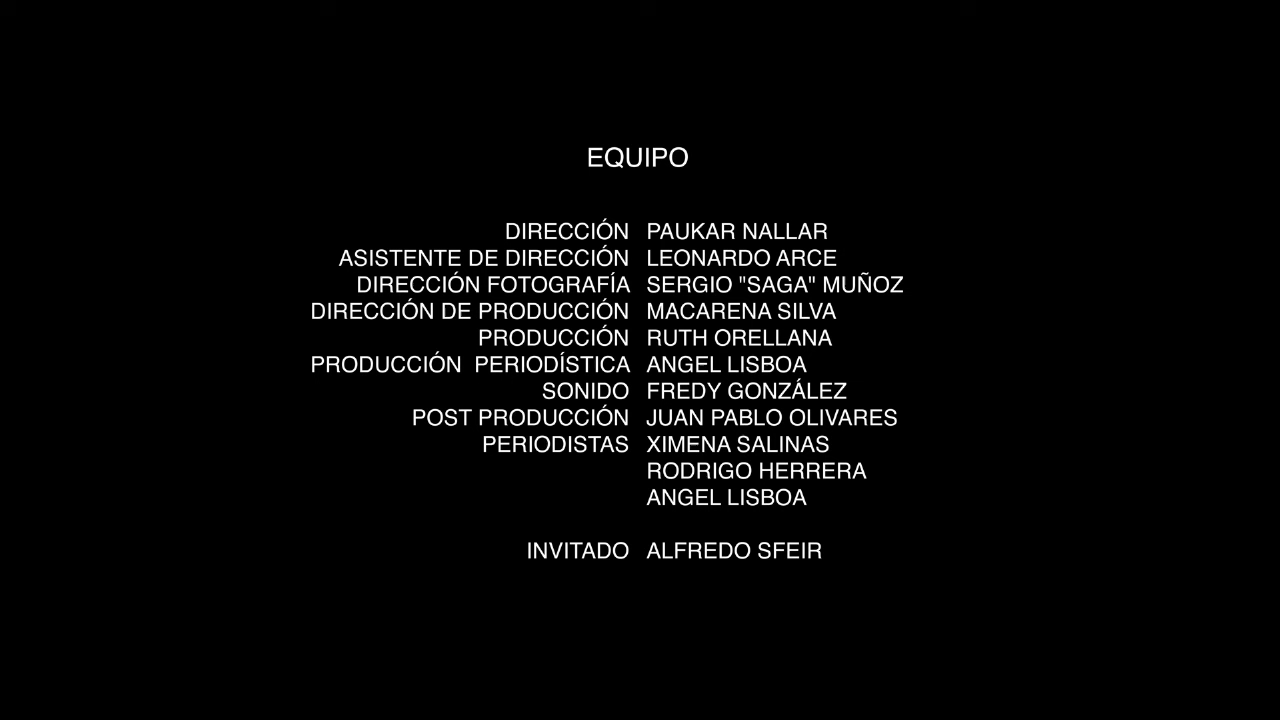 EQUIPO
DIRECCIÓN PAUKAR NALLAR
ASISTENTE DE DIRECCIÓN LEONARDO ARCE
DIRECCIÓN FOTOGRAFÍA SERGIO "SAGA" MUÑOZ
DIRECCIÓN DE PRODUCCIÓN MACARENA SILVA
PRODUCCIÓN RUTH ORELLANA
PRODUCCIÓN PERIODÍSTICA ANGEL LISBOA
SONIDO FREDY GONZÁLEZ
POST PRODUCCIÓN JUAN PABLO OLIVARES
PERIODISTAS XIMENA SALINAS
RODRIGO HERRERA
ANGEL LISBOA
INVITADO ALFREDO SFEIR